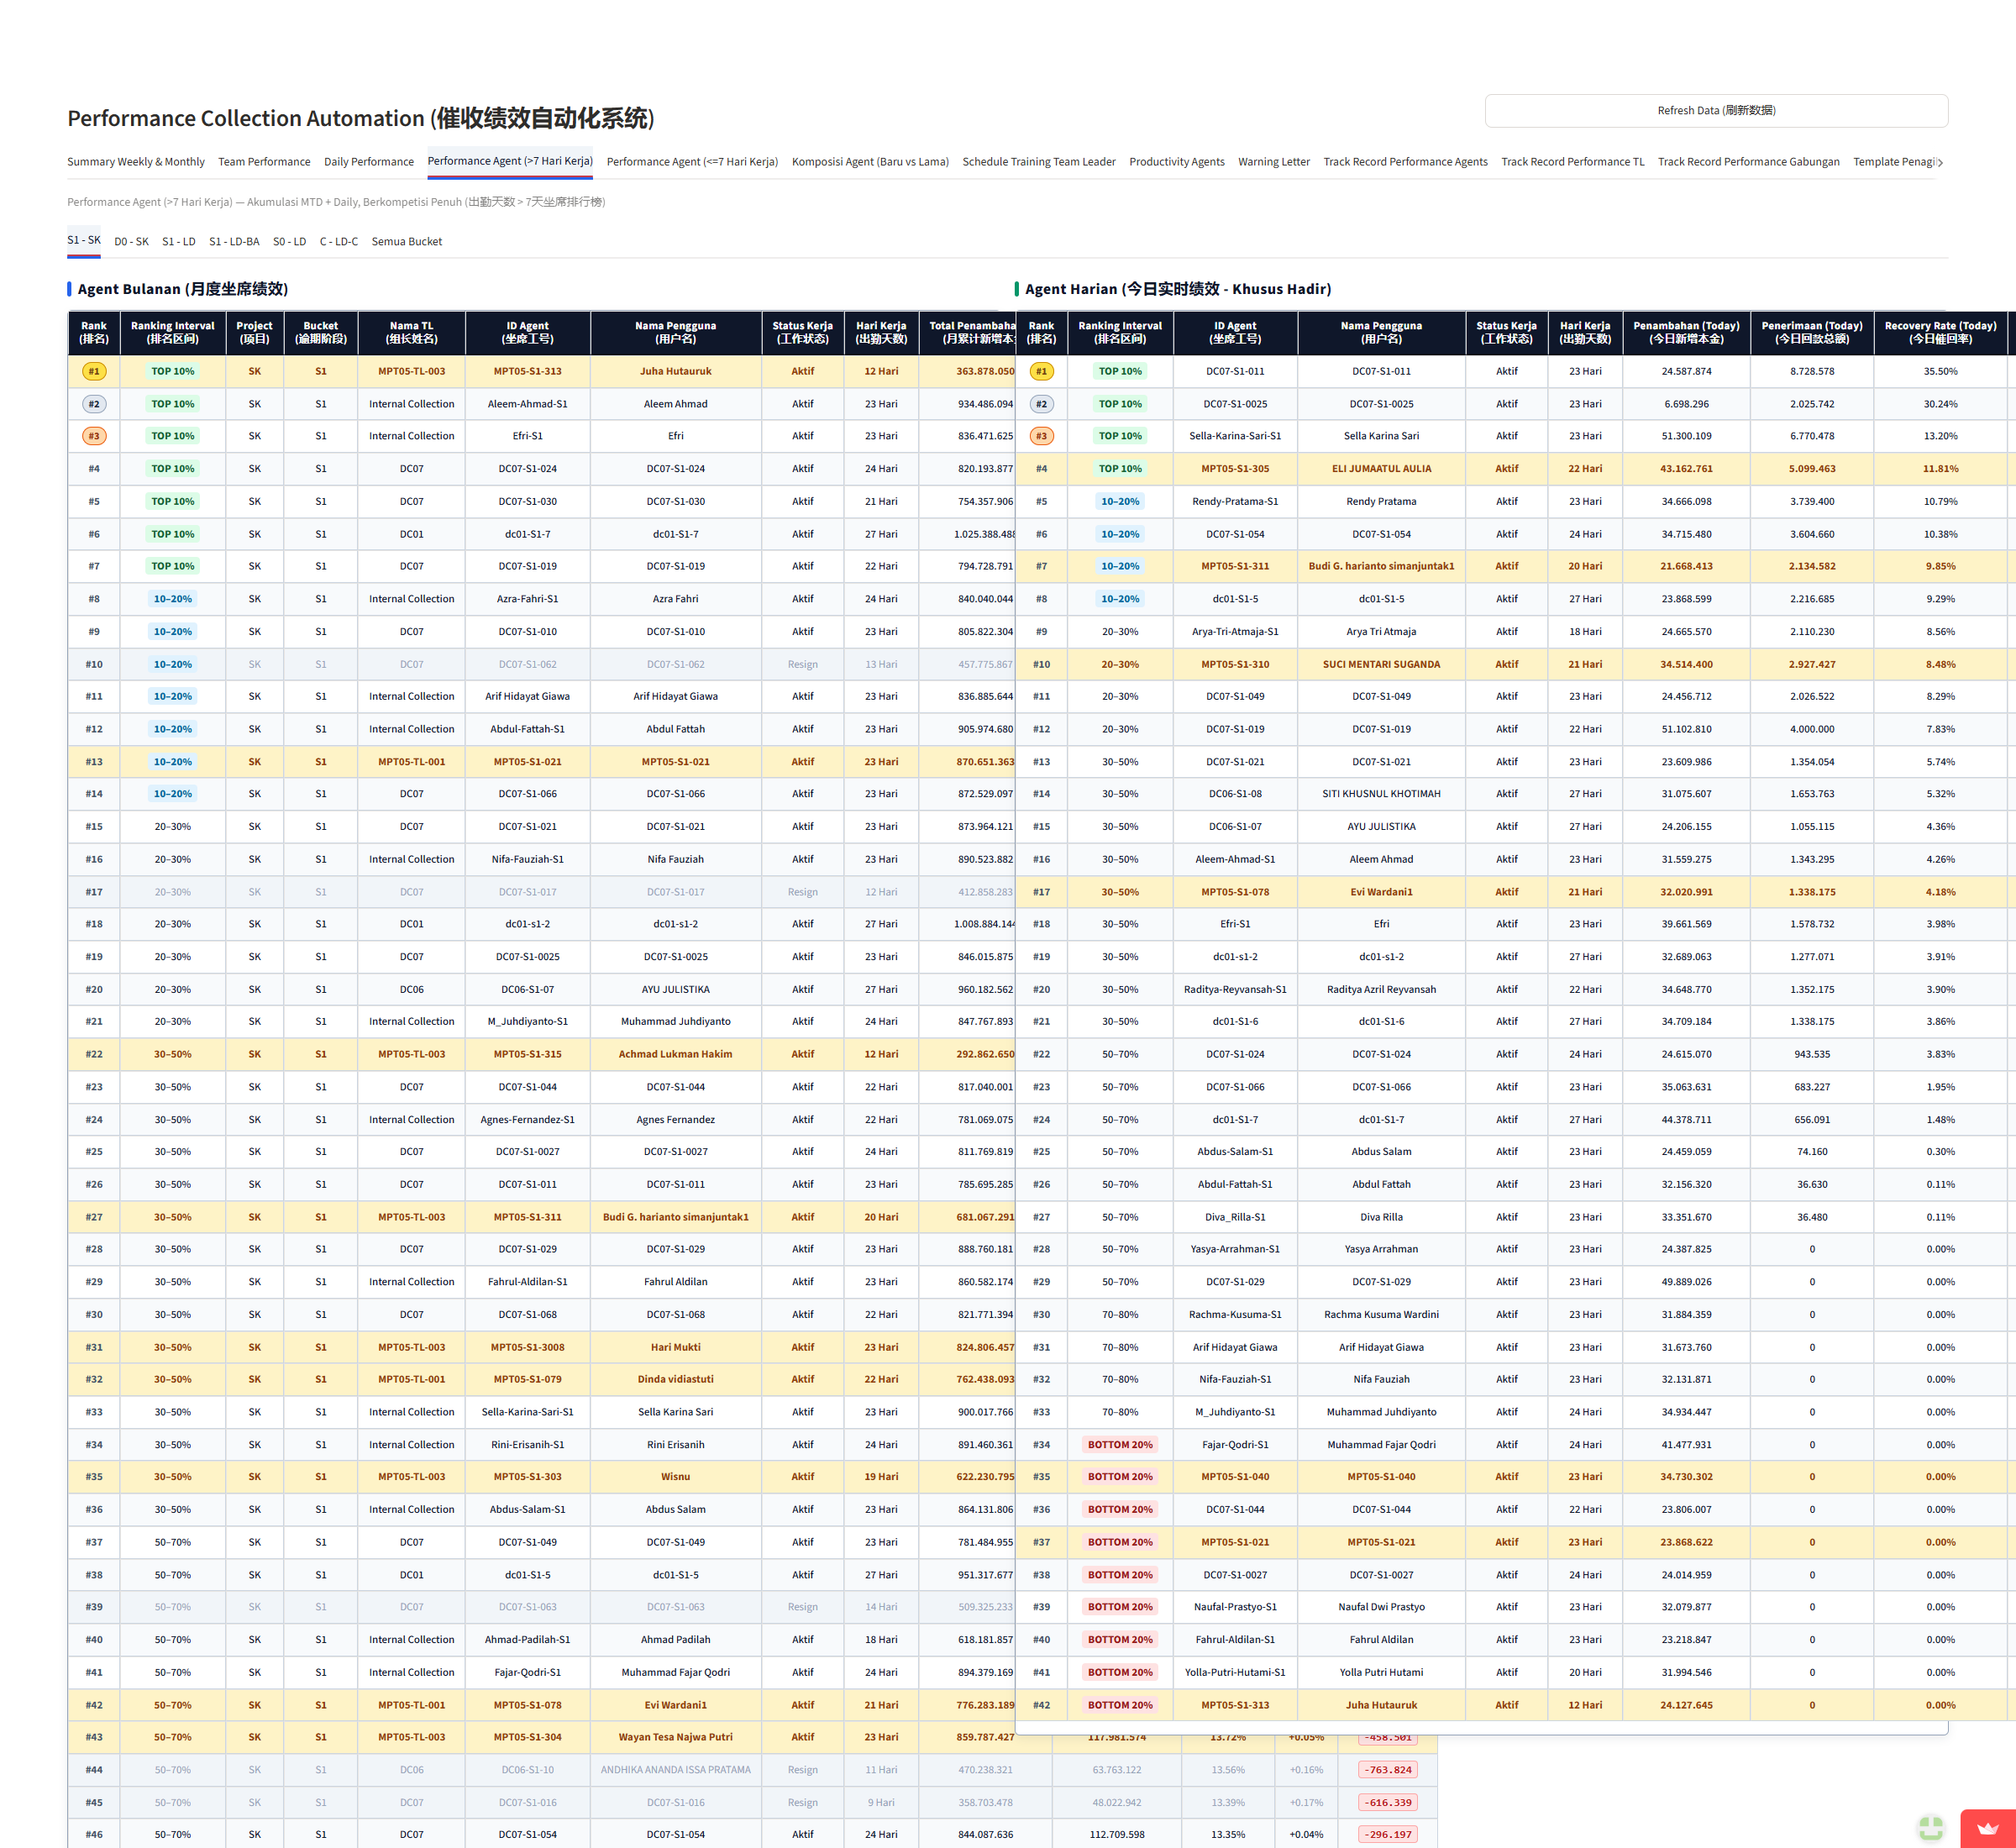 Performance Collection Automation (催收绩效自动化系统)
Refresh Data (刷新数据)
Summary Weekly & Monthly Team Performance Daily Performance Performance Agent (>7 Hari Kerja) Performance Agent (<=7 Hari Kerja) Komposisi Agent (Baru vs Lama) Schedule Training Team Leader Productivity Agents Warning Letter Track Record Performance Agents Track Record Performance TL Track Record Performance Gabungan Template Penagi
Performance Agent (>7 Hari Kerja) — Akumulasi MTD + Daily, Berkompetisi Penuh (出勤天数 > 7天坐席排行榜)
S1 - SK D0 - SK S1 - LD S1 - LD-BA S0 - LD C - LD-C Semua Bucket
Agent Bulanan (月度坐席绩效)
Rank Ranking Interval Project Bucket Nama TL ID Agent Nama Pengguna Status Kerja Hari Kerja Total Penambaha
(排名) (排名区间) (项目) (逾期阶段) (组长姓名) (坐席工号) (用户名) (工作状态) (出勤天数) (月累计新增本
#1 TOP 10% SK S1 MPT05-TL-003 MPT05-S1-313 Juha Hutauruk Aktif 12 Hari 363.878.050
#2 TOP 10% SK S1 Internal Collection Aleem-Ahmad-S1 Aleem Ahmad Aktif 23 Hari 934.486.094
#3 TOP 10% SK S1 Internal Collection Efri-S1 Efri Aktif 23 Hari 836.471.625
#4 TOP 10% SK S1 DC07 DC07-S1-024 DC07-S1-024 Aktif 24 Hari 820.193.877
#5 TOP 10% SK S1 DC07 DC07-S1-030 DC07-S1-030 Aktif 21 Hari 754.357.906
#6 TOP 10% SK S1 DC01 dc01-S1-7 dc01-S1-7 Aktif 27 Hari 1.025.388.488
#7 TOP 10% SK S1 DC07 DC07-S1-019 DC07-S1-019 Aktif 22 Hari 794.728.791
#8 10–20% SK S1 Internal Collection Azra-Fahri-S1 Azra Fahri Aktif 24 Hari 840.040.044
#9 10–20% SK S1 DC07 DC07-S1-010 DC07-S1-010 Aktif 23 Hari 805.822.304
#10 10–20% SK S1 DC07 DC07-S1-062 DC07-S1-062 Resign 13 Hari 457.775.867
#11 10–20% SK S1 Internal Collection Arif Hidayat Giawa Arif Hidayat Giawa Aktif 23 Hari 836.885.644
#12 10–20% SK S1 Internal Collection Abdul-Fattah-S1 Abdul Fattah Aktif 23 Hari 905.974.680
#13 10–20% SK S1 MPT05-TL-001 MPT05-S1-021 MPT05-S1-021 Aktif 23 Hari 870.651.363
#14 10–20% SK S1 DC07 DC07-S1-066 DC07-S1-066 Aktif 23 Hari 872.529.097
#15 20–30% SK S1 DC07 DC07-S1-021 DC07-S1-021 Aktif 23 Hari 873.964.121
#16 20–30% SK S1 Internal Collection Nifa-Fauziah-S1 Nifa Fauziah Aktif 23 Hari 890.523.882
#17 20–30% SK S1 DC07 DC07-S1-017 DC07-S1-017 Resign 12 Hari 412.858.283
#18 20–30% SK S1 DC01 dc01-s1-2 dc01-s1-2 Aktif 27 Hari 1.008.884.144
#19 20–30% SK S1 DC07 DC07-S1-0025 DC07-S1-0025 Aktif 23 Hari 846.015.875
#20 20–30% SK S1 DC06 DC06-S1-07 AYU JULISTIKA Aktif 27 Hari 960.182.562
#21 20–30% SK S1 Internal Collection M_Juhdiyanto-S1 Muhammad Juhdiyanto Aktif 24 Hari 847.767.893
#22 30–50% SK S1 MPT05-TL-003 MPT05-S1-315 Achmad Lukman Hakim Aktif 12 Hari 292.862.650
#23 30–50% SK S1 DC07 DC07-S1-044 DC07-S1-044 Aktif 22 Hari 817.040.001
#24 30–50% SK S1 Internal Collection Agnes-Fernandez-S1 Agnes Fernandez Aktif 22 Hari 781.069.075
#25 30–50% SK S1 DC07 DC07-S1-0027 DC07-S1-0027 Aktif 24 Hari 811.769.819
#26 30–50% SK S1 DC07 DC07-S1-011 DC07-S1-011 Aktif 23 Hari 785.695.285
#27 30–50% SK S1 MPT05-TL-003 MPT05-S1-311 Budi G. harianto simanjuntak1 Aktif 20 Hari 681.067.291
#28 30–50% SK S1 DC07 DC07-S1-029 DC07-S1-029 Aktif 23 Hari 888.760.181
#29 30–50% SK S1 Internal Collection Fahrul-Aldilan-S1 Fahrul Aldilan Aktif 23 Hari 860.582.174
#30 30–50% SK S1 DC07 DC07-S1-068 DC07-S1-068 Aktif 22 Hari 821.771.394
#31 30–50% SK S1 MPT05-TL-003 MPT05-S1-3008 Hari Mukti Aktif 23 Hari 824.806.457
#32 30–50% SK S1 MPT05-TL-001 MPT05-S1-079 Dinda vidiastuti Aktif 22 Hari 762.438.093
#33 30–50% SK S1 Internal Collection Sella-Karina-Sari-S1 Sella Karina Sari Aktif 23 Hari 900.017.766
#34 30–50% SK S1 Internal Collection Rini-Erisanih-S1 Rini Erisanih Aktif 24 Hari 891.460.361
#35 30–50% SK S1 MPT05-TL-003 MPT05-S1-303 Wisnu Aktif 19 Hari 622.230.795
#36 30–50% SK S1 Internal Collection Abdus-Salam-S1 Abdus Salam Aktif 23 Hari 864.131.806
#37 50–70% SK S1 DC07 DC07-S1-049 DC07-S1-049 Aktif 23 Hari 781.484.955
#38 50–70% SK S1 DC01 dc01-S1-5 dc01-S1-5 Aktif 27 Hari 951.317.677
#39 50–70% SK S1 DC07 DC07-S1-063 DC07-S1-063 Resign 14 Hari 509.325.233
#40 50–70% SK S1 Internal Collection Ahmad-Padilah-S1 Ahmad Padilah Aktif 18 Hari 618.181.857
#41 50–70% SK S1 Internal Collection Fajar-Qodri-S1 Muhammad Fajar Qodri Aktif 24 Hari 894.379.169
#42 50–70% SK S1 MPT05-TL-001 MPT05-S1-078 Evi Wardani1 Aktif 21 Hari 776.283.189
#43 50–70% SK S1 MPT05-TL-003 MPT05-S1-304 Wayan Tesa Najwa Putri Aktif 23 Hari 859.787.427 117.981.574 13.72% +0.05% -458.501
#44 50–70% SK S1 DC06 DC06-S1-10 ANDHIKA ANANDA ISSA PRATAMA Resign 11 Hari 470.238.321 63.763.122 13.56% +0.16% -763.824
#45 50–70% SK S1 DC07 DC07-S1-016 DC07-S1-016 Resign 9 Hari 358.703.478 48.022.942 13.39% +0.17% -616.339
#46 50–70% SK S1 DC07 DC07-S1-054 DC07-S1-054 Aktif 24 Hari 844.087.636 112.709.598 13.35% +0.04% -296.197
Agent Harian (今日实时绩效 - Khusus Hadir)
Rank Ranking Interval ID Agent Nama Pengguna Status Kerja Hari Kerja Penambahan (Today) Penerimaan (Today) Recovery Rate (Today)
(排名) (排名区间) (坐席工号) (用户名) (工作状态) (出勤天数) (今日新增本金) (今日回款总额) (今日催回率)
#1 TOP 10% DC07-S1-011 DC07-S1-011 Aktif 23 Hari 24.587.874 8.728.578 35.50%
#2 TOP 10% DC07-S1-0025 DC07-S1-0025 Aktif 23 Hari 6.698.296 2.025.742 30.24%
#3 TOP 10% Sella-Karina-Sari-S1 Sella Karina Sari Aktif 23 Hari 51.300.109 6.770.478 13.20%
#4 TOP 10% MPT05-S1-305 ELI JUMAATUL AULIA Aktif 22 Hari 43.162.761 5.099.463 11.81%
#5 10–20% Rendy-Pratama-S1 Rendy Pratama Aktif 23 Hari 34.666.098 3.739.400 10.79%
#6 10–20% DC07-S1-054 DC07-S1-054 Aktif 24 Hari 34.715.480 3.604.660 10.38%
#7 10–20% MPT05-S1-311 Budi G. harianto simanjuntak1 Aktif 20 Hari 21.668.413 2.134.582 9.85%
#8 10–20% dc01-S1-5 dc01-S1-5 Aktif 27 Hari 23.868.599 2.216.685 9.29%
#9 20–30% Arya-Tri-Atmaja-S1 Arya Tri Atmaja Aktif 18 Hari 24.665.570 2.110.230 8.56%
#10 20–30% MPT05-S1-310 SUCI MENTARI SUGANDA Aktif 21 Hari 34.514.400 2.927.427 8.48%
#11 20–30% DC07-S1-049 DC07-S1-049 Aktif 23 Hari 24.456.712 2.026.522 8.29%
#12 20–30% DC07-S1-019 DC07-S1-019 Aktif 22 Hari 51.102.810 4.000.000 7.83%
#13 30–50% DC07-S1-021 DC07-S1-021 Aktif 23 Hari 23.609.986 1.354.054 5.74%
#14 30–50% DC06-S1-08 SITI KHUSNUL KHOTIMAH Aktif 27 Hari 31.075.607 1.653.763 5.32%
#15 30–50% DC06-S1-07 AYU JULISTIKA Aktif 27 Hari 24.206.155 1.055.115 4.36%
#16 30–50% Aleem-Ahmad-S1 Aleem Ahmad Aktif 23 Hari 31.559.275 1.343.295 4.26%
#17 30–50% MPT05-S1-078 Evi Wardani1 Aktif 21 Hari 32.020.991 1.338.175 4.18%
#18 30–50% Efri-S1 Efri Aktif 23 Hari 39.661.569 1.578.732 3.98%
#19 30–50% dc01-s1-2 dc01-s1-2 Aktif 27 Hari 32.689.063 1.277.071 3.91%
#20 30–50% Raditya-Reyvansah-S1 Raditya Azril Reyvansah Aktif 22 Hari 34.648.770 1.352.175 3.90%
#21 30–50% dc01-S1-6 dc01-S1-6 Aktif 27 Hari 34.709.184 1.338.175 3.86%
#22 50–70% DC07-S1-024 DC07-S1-024 Aktif 24 Hari 24.615.070 943.535 3.83%
#23 50–70% DC07-S1-066 DC07-S1-066 Aktif 23 Hari 35.063.631 683.227 1.95%
#24 50–70% dc01-S1-7 dc01-S1-7 Aktif 27 Hari 44.378.711 656.091 1.48%
#25 50–70% Abdus-Salam-S1 Abdus Salam Aktif 23 Hari 24.459.059 74.160 0.30%
#26 50–70% Abdul-Fattah-S1 Abdul Fattah Aktif 23 Hari 32.156.320 36.630 0.11%
#27 50–70% Diva_Rilla-S1 Diva Rilla Aktif 23 Hari 33.351.670 36.480 0.11%
#28 50–70% Yasya-Arrahman-S1 Yasya Arrahman Aktif 23 Hari 24.387.825 0 0.00%
#29 50–70% DC07-S1-029 DC07-S1-029 Aktif 23 Hari 49.889.026 0 0.00%
#30 70–80% Rachma-Kusuma-S1 Rachma Kusuma Wardini Aktif 23 Hari 31.884.359 0 0.00%
#31 70–80% Arif Hidayat Giawa Arif Hidayat Giawa Aktif 23 Hari 31.673.760 0 0.00%
#32 70–80% Nifa-Fauziah-S1 Nifa Fauziah Aktif 23 Hari 32.131.871 0 0.00%
#33 70–80% M_Juhdiyanto-S1 Muhammad Juhdiyanto Aktif 24 Hari 34.934.447 0 0.00%
#34 BOTTOM 20% Fajar-Qodri-S1 Muhammad Fajar Qodri Aktif 24 Hari 41.477.931 0 0.00%
#35 BOTTOM 20% MPT05-S1-040 MPT05-S1-040 Aktif 23 Hari 34.730.302 0 0.00%
#36 BOTTOM 20% DC07-S1-044 DC07-S1-044 Aktif 22 Hari 23.806.007 0 0.00%
#37 BOTTOM 20% MPT05-S1-021 MPT05-S1-021 Aktif 23 Hari 23.868.622 0 0.00%
#38 BOTTOM 20% DC07-S1-0027 DC07-S1-0027 Aktif 24 Hari 24.014.959 0 0.00%
#39 BOTTOM 20% Naufal-Prastyo-S1 Naufal Dwi Prastyo Aktif 23 Hari 32.079.877 0 0.00%
#40 BOTTOM 20% Fahrul-Aldilan-S1 Fahrul Aldilan Aktif 23 Hari 23.218.847 0 0.00%
#41 BOTTOM 20% Yolla-Putri-Hutami-S1 Yolla Putri Hutami Aktif 20 Hari 31.994.546 0 0.00%
#42 BOTTOM 20% MPT05-S1-313 Juha Hutauruk Aktif 12 Hari 24.127.645 0 0.00%